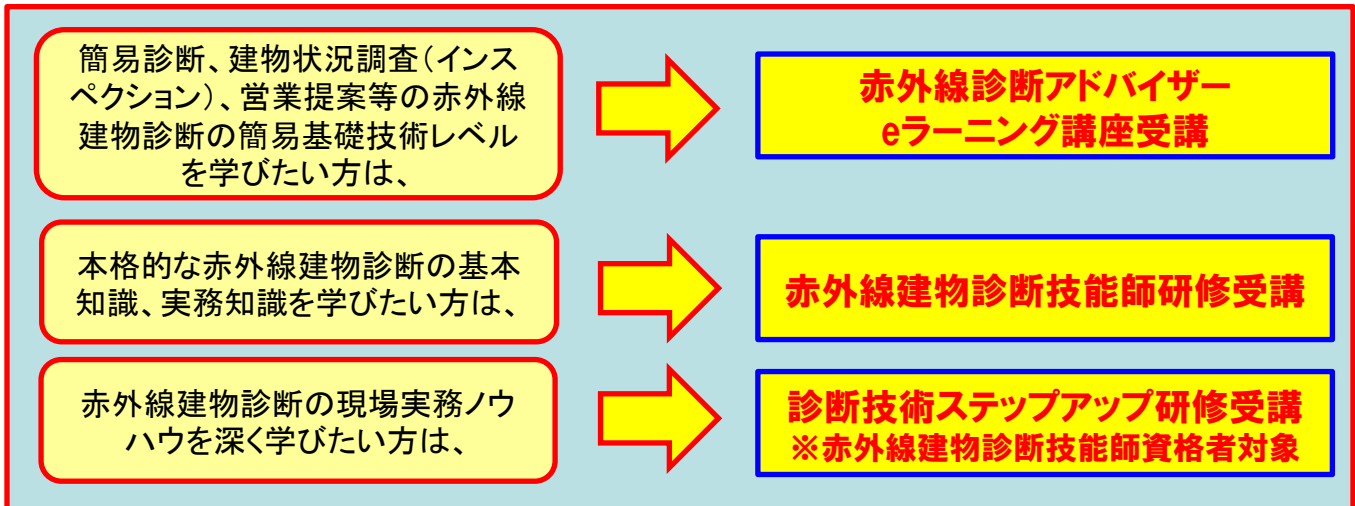 簡易診断、建物状況調査（インス
ペクション）、営業提案等の赤外線
建物診断の簡易基礎技術レベル
を学びたい方は、
赤外線診断アドバイザー
eラーニング講座受講
本格的な赤外線建物診断の基本
知識、実務知識を学びたい方は、
赤外線建物診断技能師研修受講
赤外線建物診断の現場実務ノウ
ハウを深く学びたい方は、
診断技術ステップアップ研修受講
※赤外線建物診断技能師資格者対象